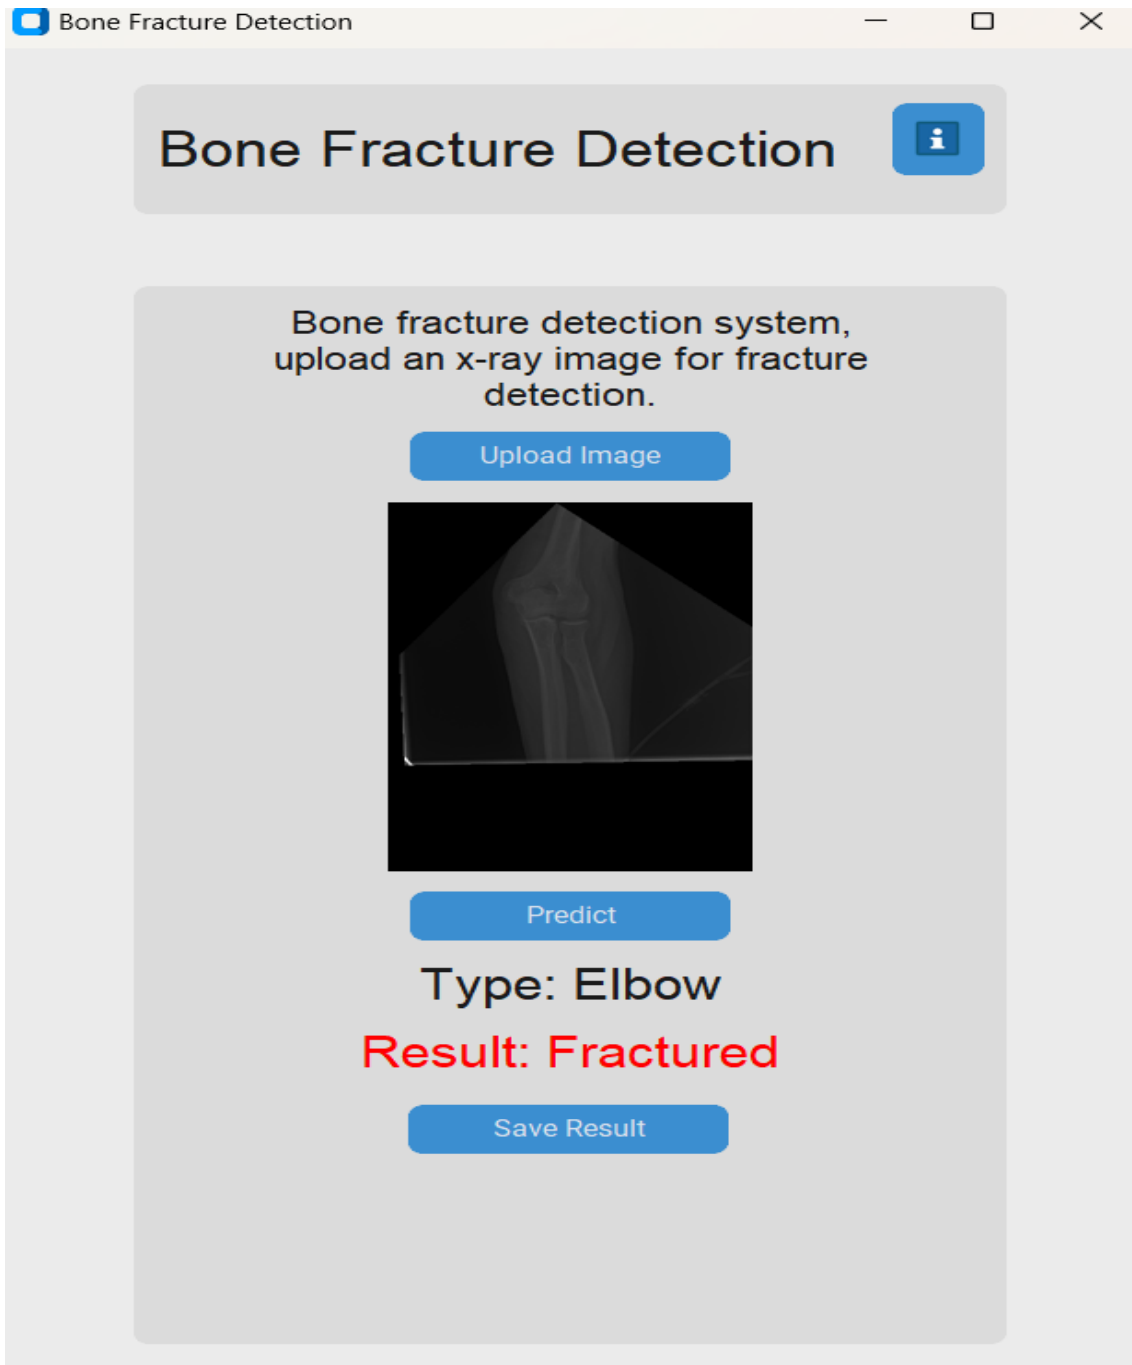 Bone Fracture Detection
Bone Fracture Detection
i
Bone fracture detection system,
upload an x-ray image for fracture
detection.
Upload Image
Predict
Type: Elbow
Result: Fractured
Save Result